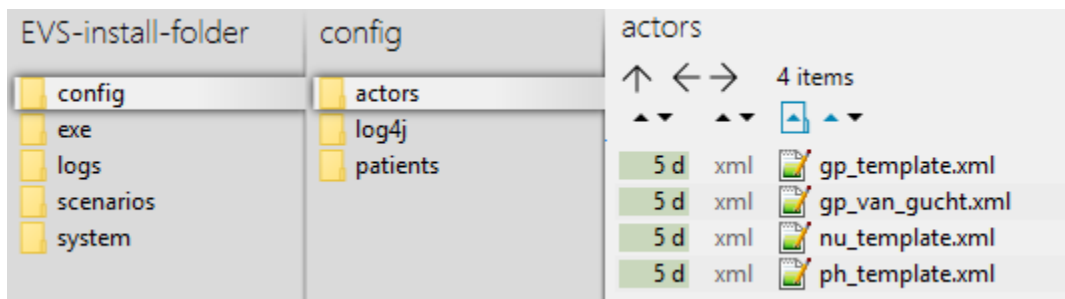 EVS-install-folder
config
exe
logs
scenarios
system
config
actors
log4j
patients
actors
4 items
5 d xml gp_template.xml
5 d xml gp_van_gucht.xml
5 d xml nu_template.xml
5 d xml ph_template.xml